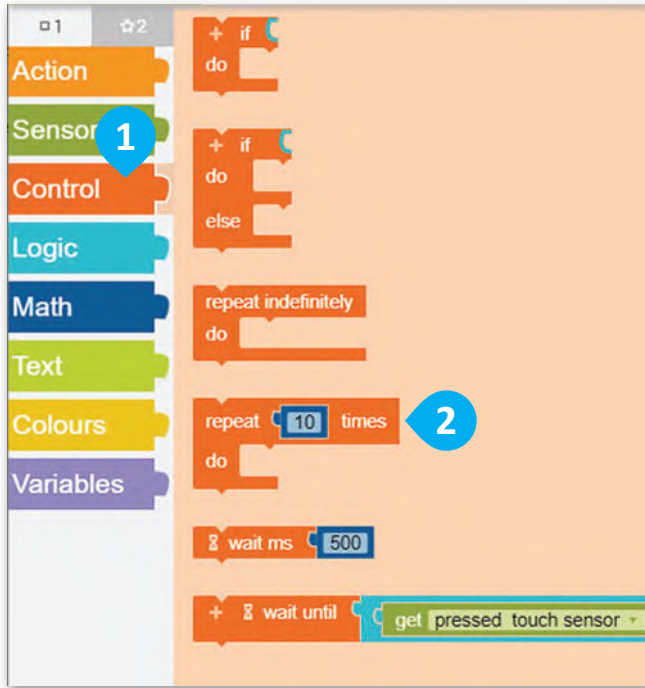 1
2
Action
Sensor
1
Control
Logic
Math
Text
Colours
Variables
+ if
do
+ if
do
else
repeat indefinitely
do
repeat 10 times
2
do
wait ms 500
+ wait until get pressed touch sensor